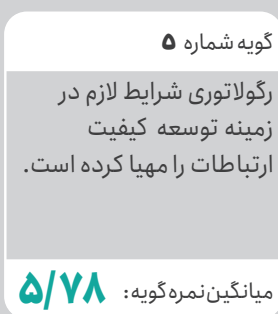 گویه شماره ۵
رگولاتوری شرایط لازم در
زمینه توسعه کیفیت
ارتباطات را مهیا کرده است.
میانگین نمره گویه: ۵/۷۸